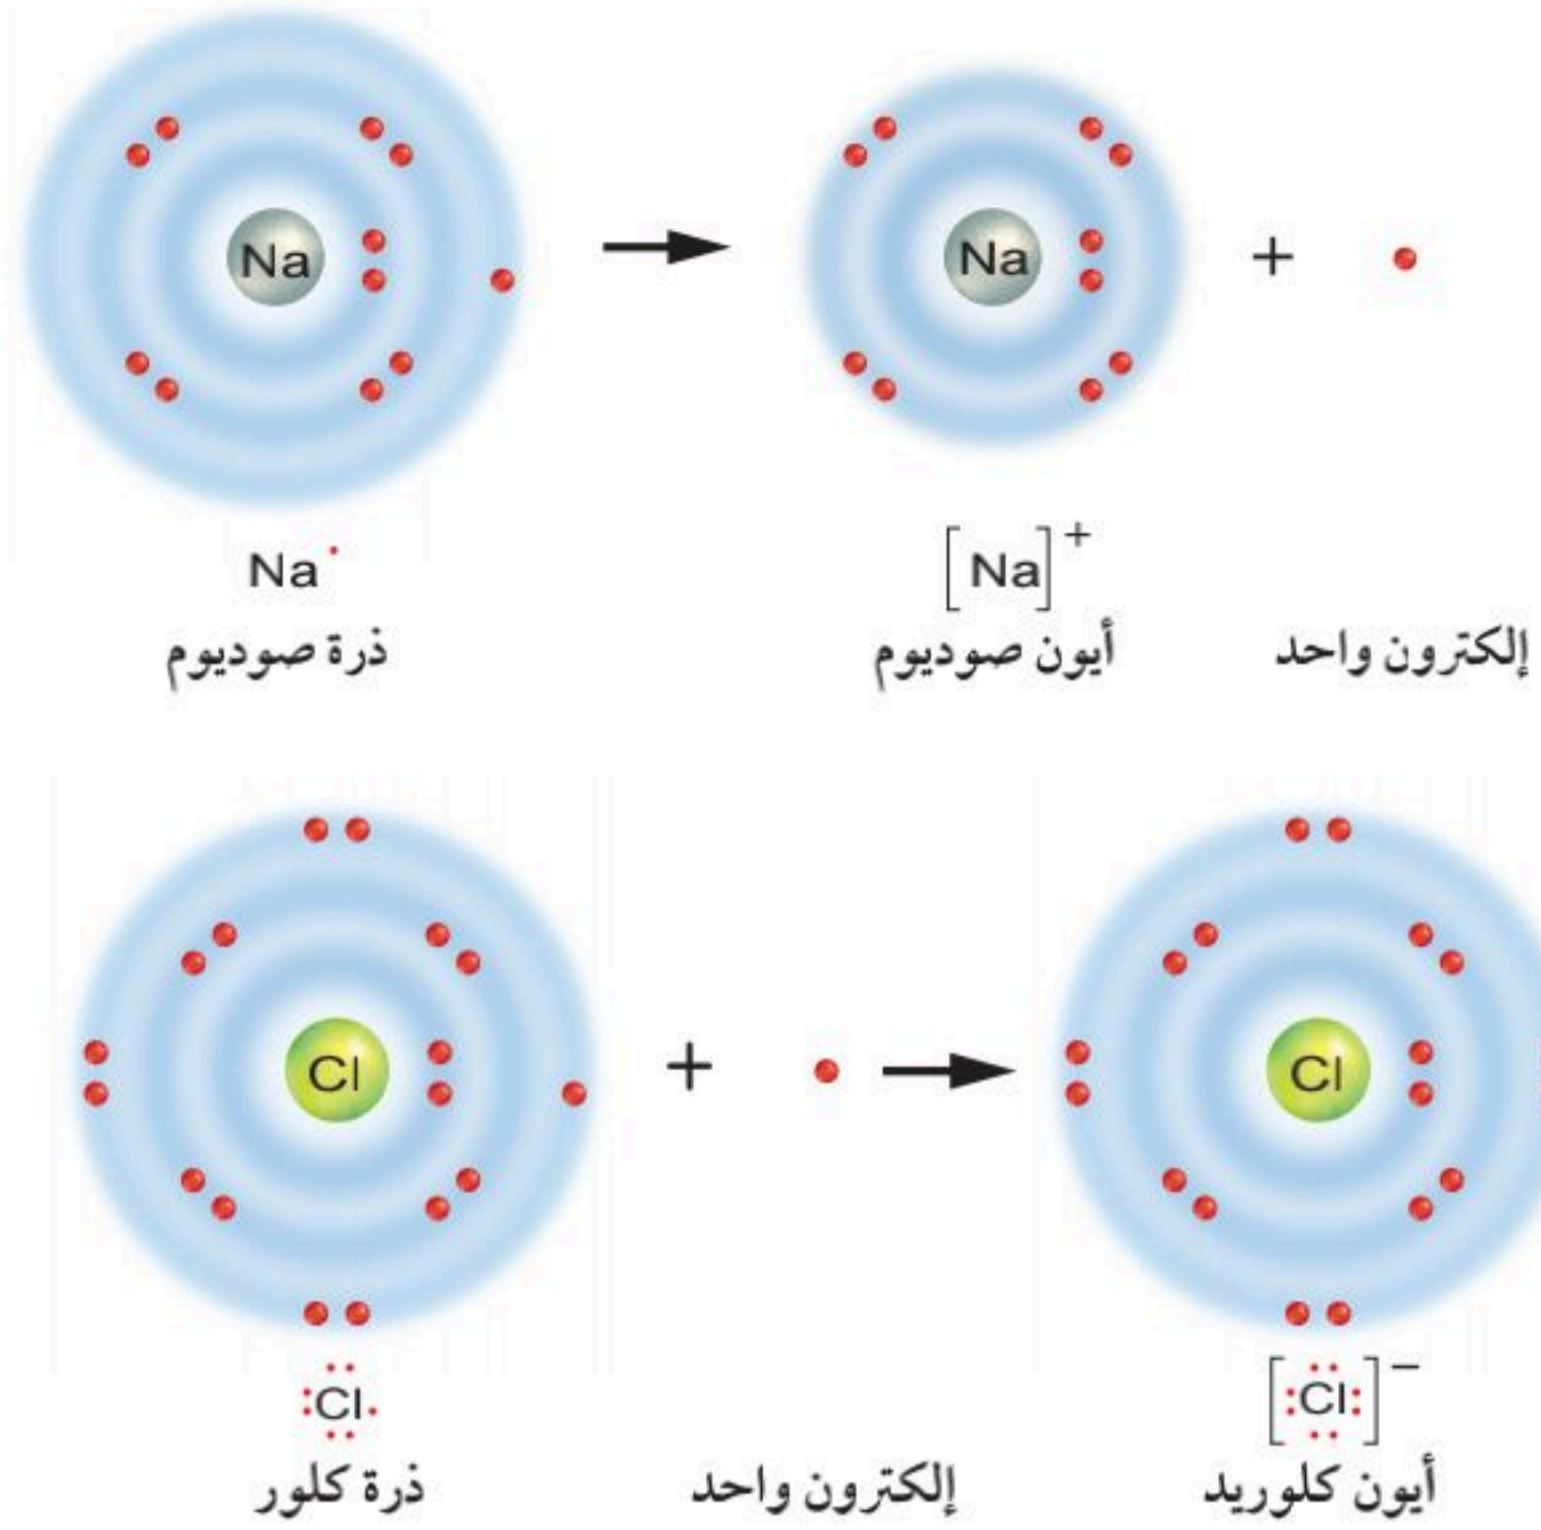 Na Na +
Na· [Na]+
ذرة صوديوم أيون صوديوم إلكترون واحد
Cl + Cl
:Cl. [:Cl:]−
ذرة كلور إلكترون واحد أيون كلوريد